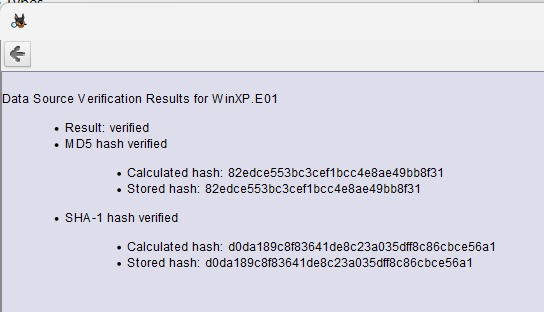 Data Source Verification Results for WinXP.E01
• Result: verified
• MD5 hash verified
• Calculated hash: 82edce553bc3cef1bcc4e8ae49bb8f31
• Stored hash: 82edce553bc3cef1bcc4e8ae49bb8f31
• SHA-1 hash verified
• Calculated hash: d0da189c8f83641de8c23a035dff8c86cbce56a1
• Stored hash: d0da189c8f83641de8c23a035dff8c86cbce56a1